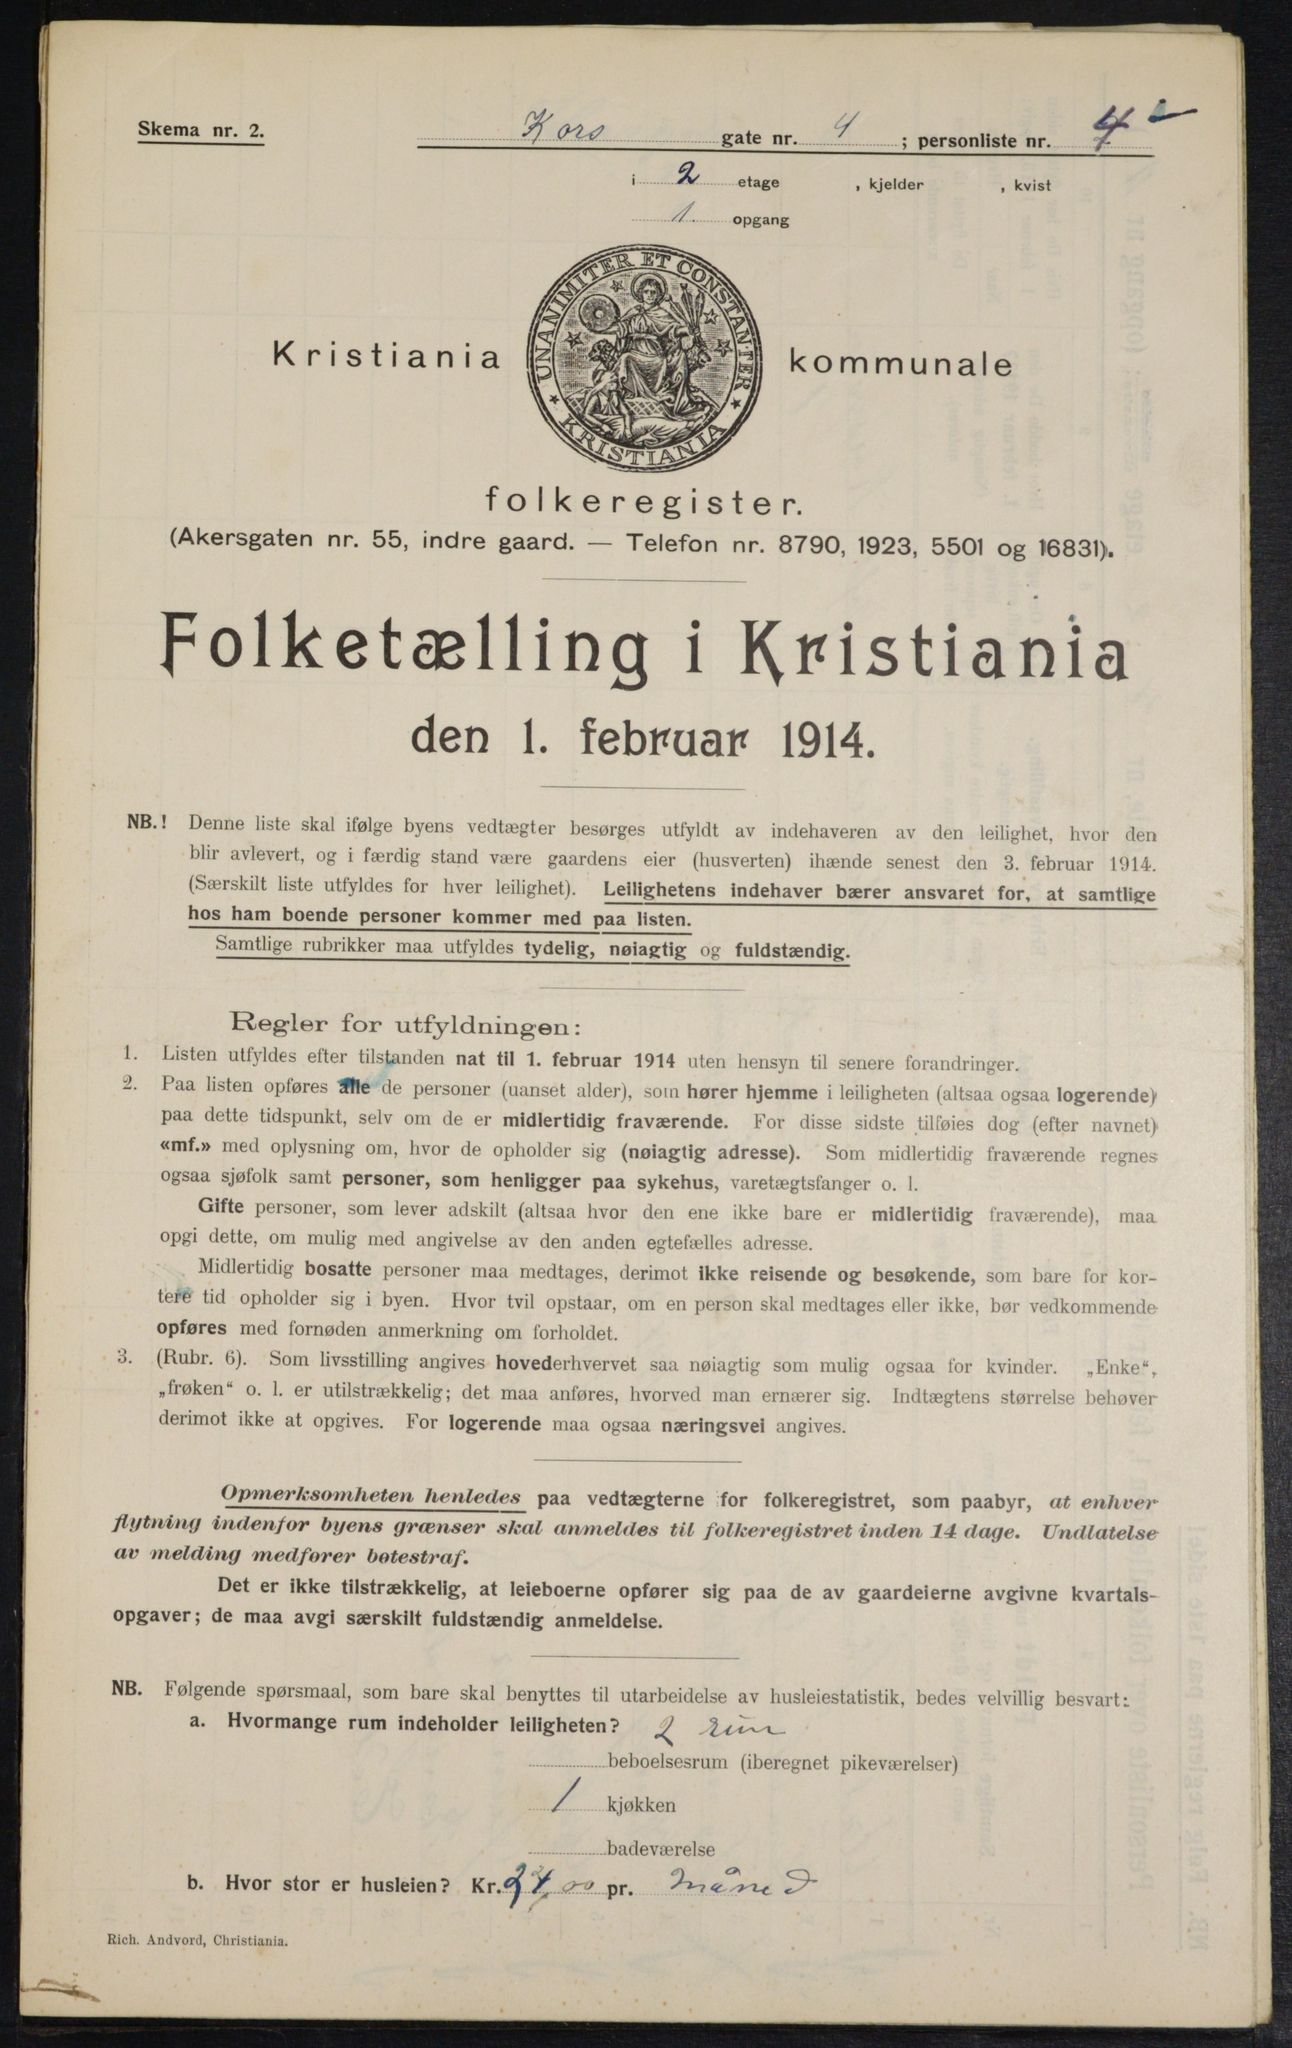 Skema nr. 2.
Kors gate nr. 4 ; personliste nr. 4
i 2 etage , kjelder , kvist
1. opgang
UNANIMITER ET CONSTANTER
KRISTIANIA
Kristiania kommunale
folkeregister.
(Akersgaten nr. 55, indre gaard. — Telefon nr. 8790, 1923, 5501 og 16831).
Folketælling i Kristiania
den 1. februar 1914.
NB.! Denne liste skal ifølge byens vedtægter besørges utfyldt av indehaveren av den leilighet, hvor den
blir avlevert, og i færdig stand være gaardens eier (husverten) ihænde senest den 3. februar 1914.
(Særskilt liste utfyldes for hver leilighet). Leilighetens indehaver bærer ansvaret for, at samtlige
hos ham boende personer kommer med paa listen.
Samtlige rubrikker maa utfyldes tydelig, nøiagtig og fuldstændig.
Regler for utfyldningen:
1. Listen utfyldes efter tilstanden nat til 1. februar 1914 uten hensyn til senere forandringer.
2. Paa listen opføres alle de personer (uanset alder), som hører hjemme i leiligheten (altsaa ogsaa logerende)
paa dette tidspunkt, selv om de er midlertidig fraværende. For disse sidste tilføies dog (efter navnet)
«mf.» med oplysning om, hvor de opholder sig (nøiagtig adresse). Som midlertidig fraværende regnes
ogsaa sjøfolk samt personer, som henligger paa sykehus, varetægtsfanger o. l.
Gifte personer, som lever adskilt (altsaa hvor den ene ikke bare er midlertidig fraværende), maa
opgi dette, om mulig med angivelse av den anden egtefælles adresse.
Midlertidig bosatte personer maa medtages, derimot ikke reisende og besøkende, som bare for kor-
tere tid opholder sig i byen. Hvor tvil opstaar, om en person skal medtages eller ikke, bør vedkommende
opføres med fornøden anmerkning om forholdet.
3. (Rubr. 6). Som livsstilling angives hovederhvervet saa nøiagtig som mulig ogsaa for kvinder. „Enke“,
„frøken“ o. l. er utilstrækkelig; det maa anføres, hvorved man ernærer sig. Indtægtens størrelse behøver
derimot ikke at opgives. For logerende maa ogsaa næringsvei angives.
Opmerksomheten henledes paa vedtægterne for folkeregistret, som paabyr, at enhver
flytning indenfor byens grænser skal anmeldes til folkeregistret inden 14 dage. Undlatelse
av melding medfører bøtestraf.
Det er ikke tilstrækkelig, at leieboerne opfører sig paa de av gaardeierne avgivne kvartals-
opgaver; de maa avgi særskilt fuldstændig anmeldelse.
NB. Følgende spørsmaal, som bare skal benyttes til utarbeidelse av husleiestatistik, bedes velvillig besvart:
a. Hvormange rum indeholder leiligheten? 2 rum
beboelsesrum (iberegnet pikeværelser)
1 kjøkken
badeværelse
b. Hvor stor er husleien? Kr. 24,00 pr. Måned
Rich. Andvord, Christiania.